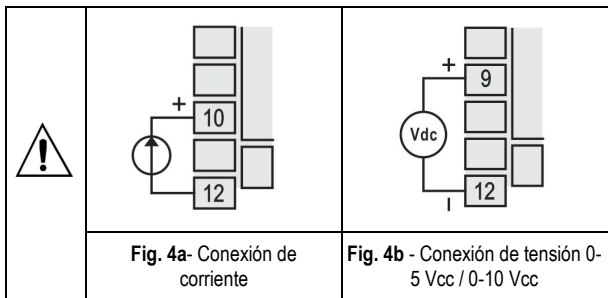 +
10
12
+
9
Vdc
12
Fig. 4a- Conexión de
corriente
Fig. 4b - Conexión de tensión 0-
5 Vcc / 0-10 Vcc